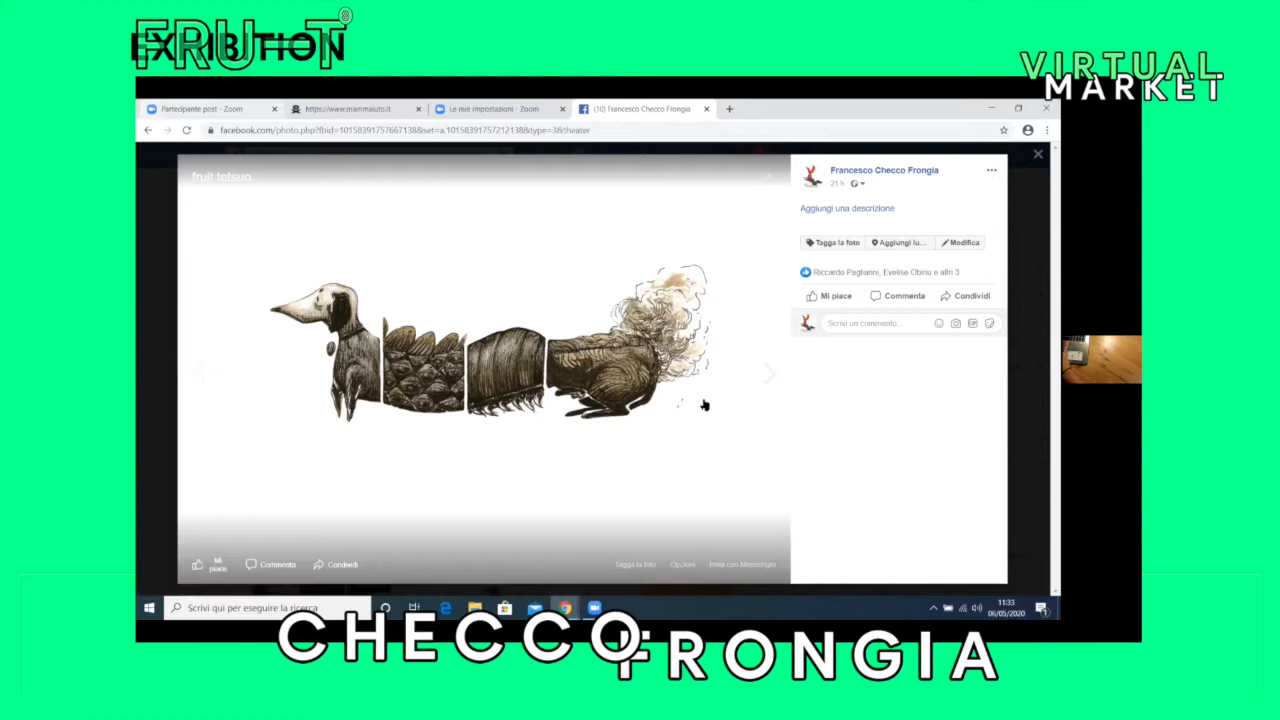 FRUIT 8
EXHIBITION
VIRTUAL
MARKET
Partecipante post - Zoom
https://www.mammaiuto.it
Le mie impostazioni - Zoom
(10) Francesco Checco Frongia
facebook.com/photo.php?fbid=10158391757667138&set=a.10158391757212138&type=3&theater
fruit tetsuo
Francesco Checco Frongia
21 h
Aggiungi una descrizione
Tagga la foto
Aggiungi lu...
Modifica
Riccardo Pagliarini, Evelise Obinu e altri 3
Mi piace
Commenta
Condividi
Scrivi un commento...
GIF
Mi piace
Commenta
Condividi
Tagga la foto
Opzioni
Invia con Messenger
Scrivi qui per eseguire la ricerca
11:33
06/05/2020
CHECCO
FRONGIA